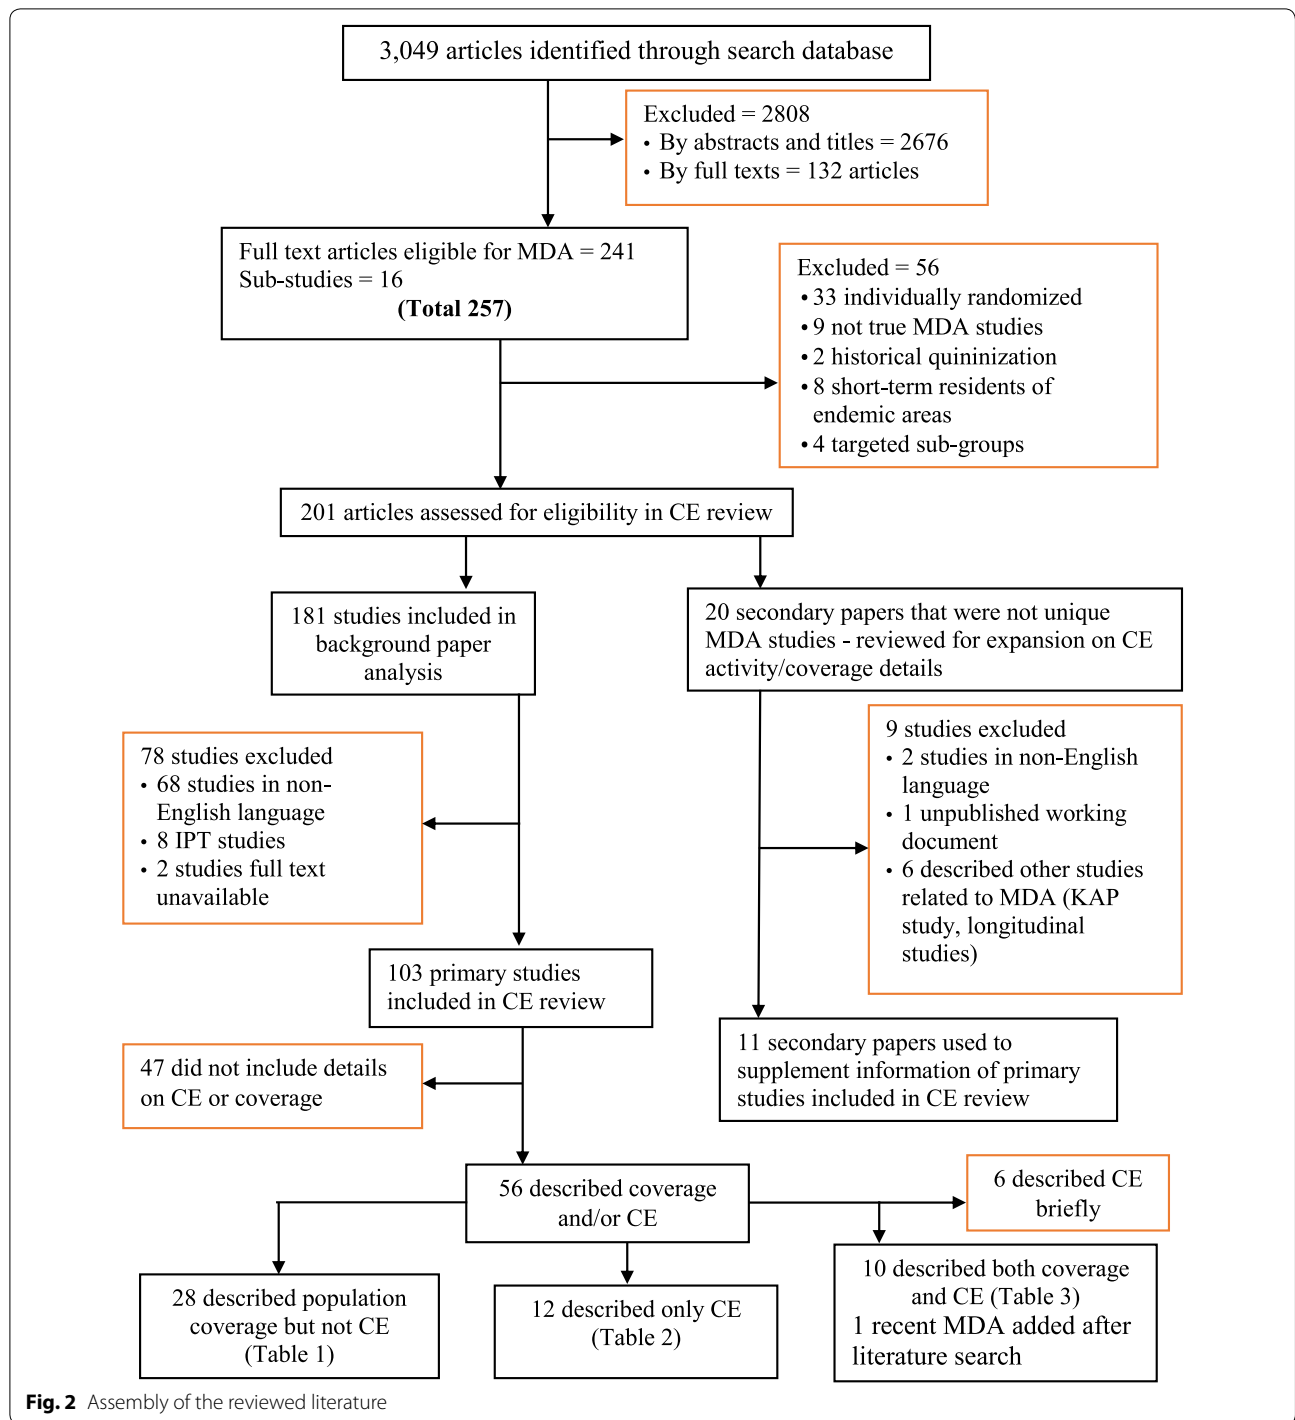 3,049 articles identified through search database
Excluded = 2808
• By abstracts and titles = 2676
• By full texts = 132 articles
Full text articles eligible for MDA = 241
Sub-studies = 16
(Total 257)
Excluded = 56
• 33 individually randomized
• 9 not true MDA studies
• 2 historical quininization
• 8 short-term residents of
endemic areas
• 4 targeted sub-groups
201 articles assessed for eligibility in CE review
181 studies included in
background paper
analysis
20 secondary papers that were not unique
MDA studies - reviewed for expansion on CE
activity/coverage details
78 studies excluded
• 68 studies in non-
English language
• 8 IPT studies
• 2 studies full text
unavailable
9 studies excluded
• 2 studies in non-English
language
• 1 unpublished working
document
• 6 described other studies
related to MDA (KAP
study, longitudinal
studies)
103 primary studies
included in CE review
11 secondary papers used to
supplement information of primary
studies included in CE review
47 did not include details
on CE or coverage
56 described coverage
and/or CE
6 described CE
briefly
28 described population
coverage but not CE
(Table 1)
12 described only CE
(Table 2)
10 described both coverage
and CE (Table 3)
1 recent MDA added after
literature search
Fig. 2 Assembly of the reviewed literature